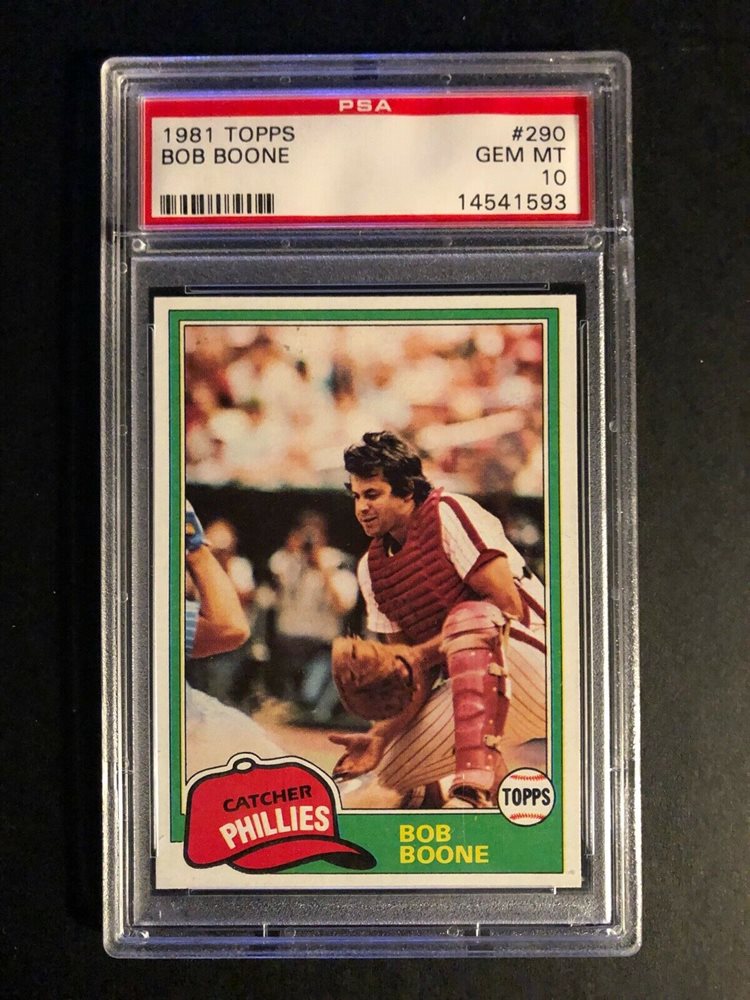 PSA
1981 TOPPS #290
BOB BOONE GEM MT
10
14541593
CATCHER
PHILLIES
TOPPS
BOB
BOONE